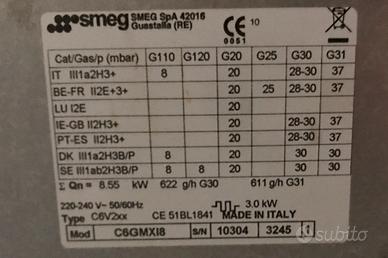 smeg SMEG SpA 42016
Guastalla (RE) CE 10
0051
Cat/Gas/p (mbar) G110 G120 G20 G25 G30 G31
IT III1a2H3+ 8 20 28-30 37
BE-FR II2E+3+ 20 25 28-30 37
LU I2E 20
IE-GB II2H3+ 20 28-30 37
PT-ES II2H3+ 20 28-30 37
DK III1a2H3B/P 8 20 30 30
SE III1ab2H3B/P 8 8 20 30 30
Σ Qn= 8.55 kW 622 g/h G30 611 g/h G31
220-240 V~ 50/60Hz 3.0 kW
Type C6V2xx CE 51BL1841 MADE IN ITALY
Mod C6GMXI8 S/N 10304 3245 1
subito